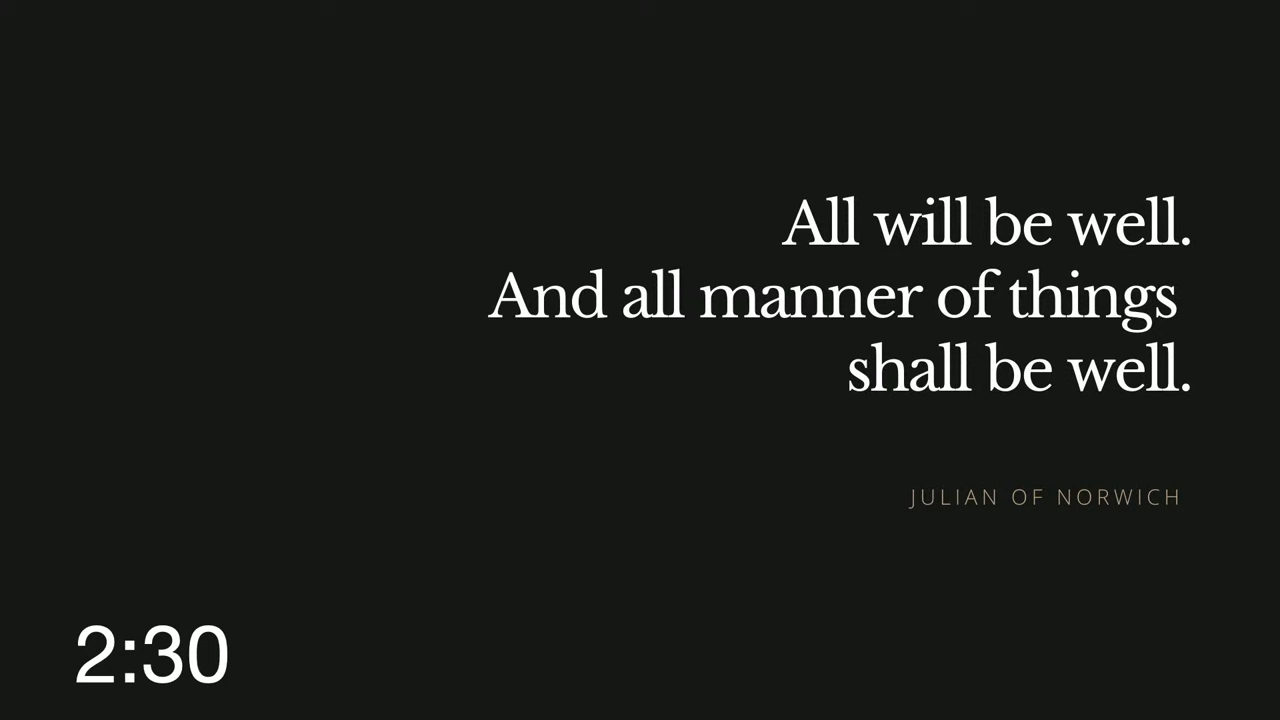 All will be well.
And all manner of things
shall be well.
JULIAN OF NORWICH
2:30